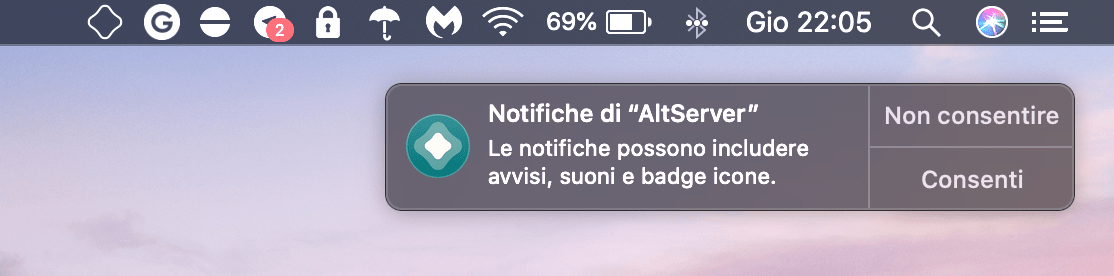 G 2 69% Gio 22:05
Notifiche di “AltServer”
Le notifiche possono includere
avvisi, suoni e badge icone.
Non consentire
Consenti